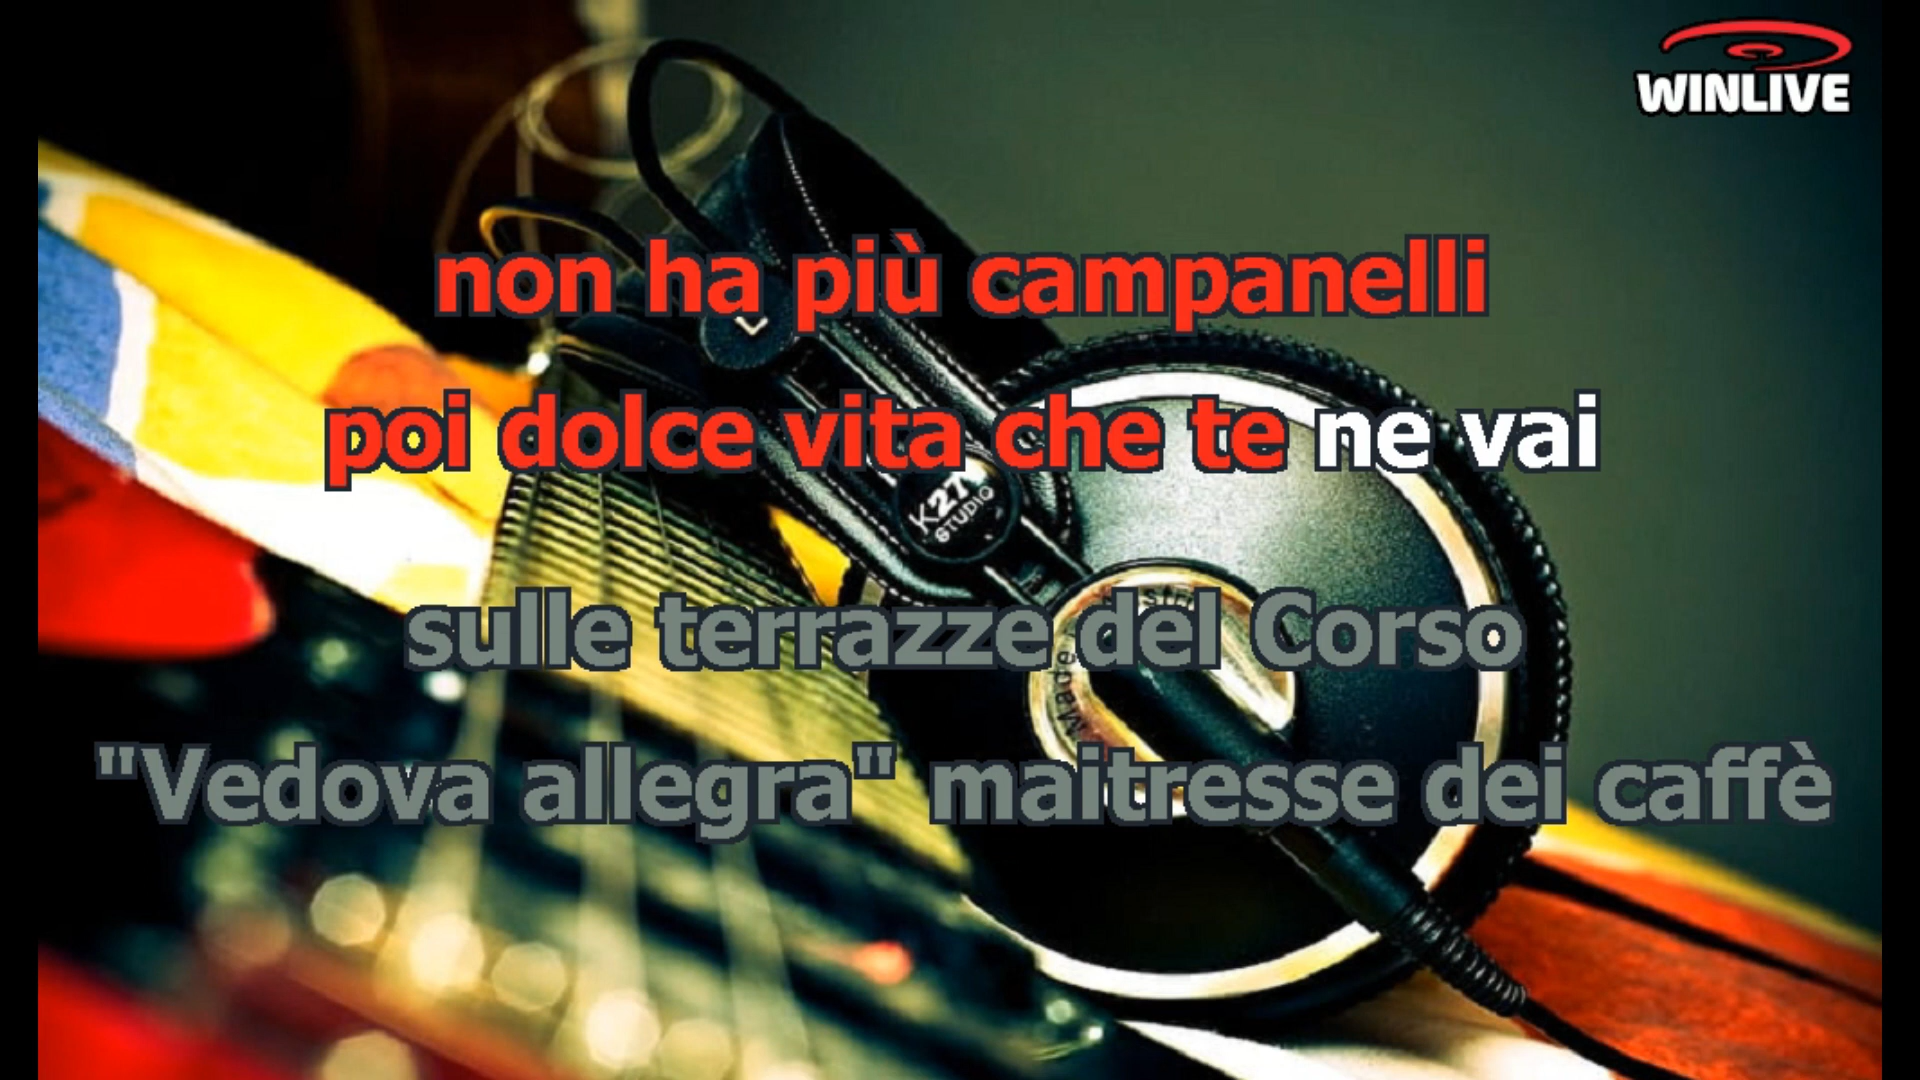 WINLIVE
non ha più campanelli
poi dolce vita che te ne vai
K27
STUDIO
sulle terrazze del Corso
Made
"Vedova allegra" maitresse dei caffè